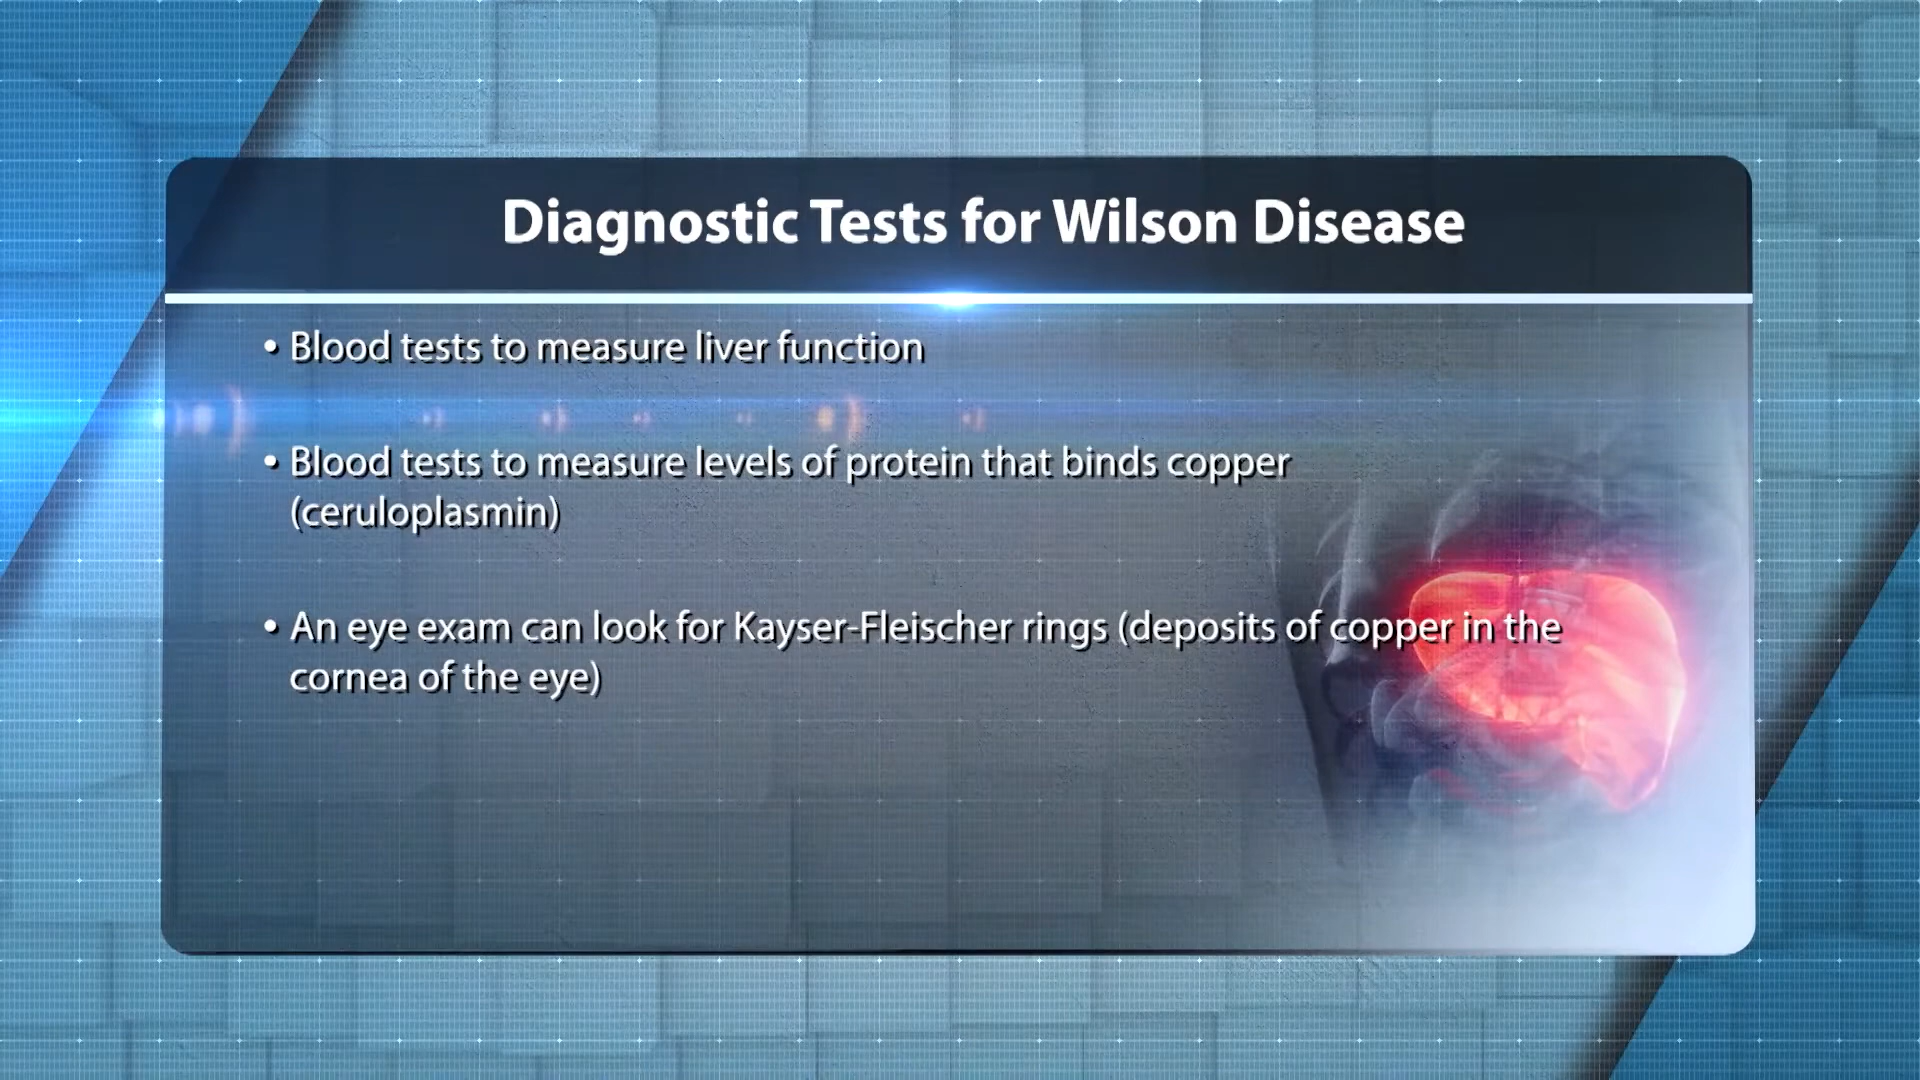 Diagnostic Tests for Wilson Disease
• Blood tests to measure liver function
• Blood tests to measure levels of protein that binds copper
(ceruloplasmin)
• An eye exam can look for Kayser-Fleischer rings (deposits of copper in the
cornea of the eye)